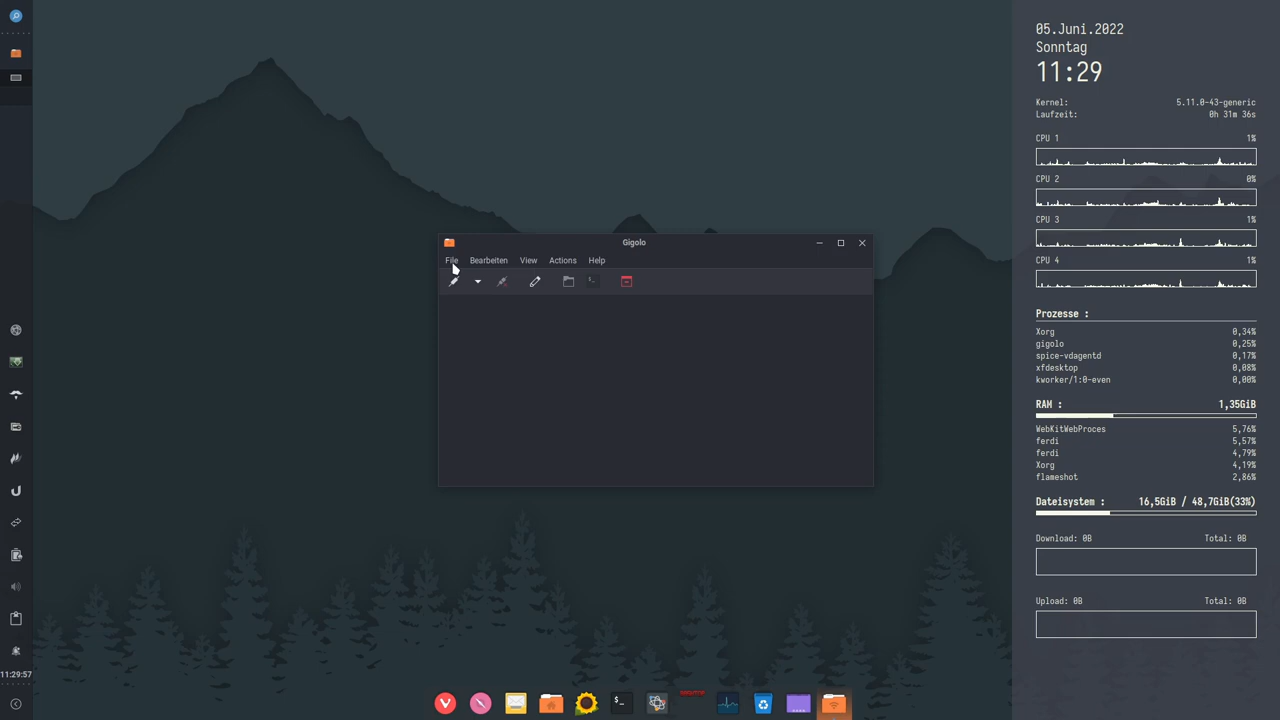 05.Juni.2022
Sonntag
11:29
Kernel: 5.11.0-43-generic
Laufzeit: 0h 31m 36s
CPU 1 1%
CPU 2 0%
CPU 3 1%
CPU 4 1%
Prozesse :
Xorg 0,34%
gigolo 0,25%
spice-vdagentd 0,17%
xfdesktop 0,08%
kworker/1:0-even 0,00%
RAM : 1,35GiB
WebKitWebProces 5,76%
ferdi 5,57%
ferdi 4,79%
Xorg 4,19%
flameshot 2,86%
Dateisystem : 16,5GiB / 48,7GiB(33%)
Download: 0B Total: 0B
Upload: 0B Total: 0B
Gigolo
File Bearbeiten View Actions Help
11:29:57